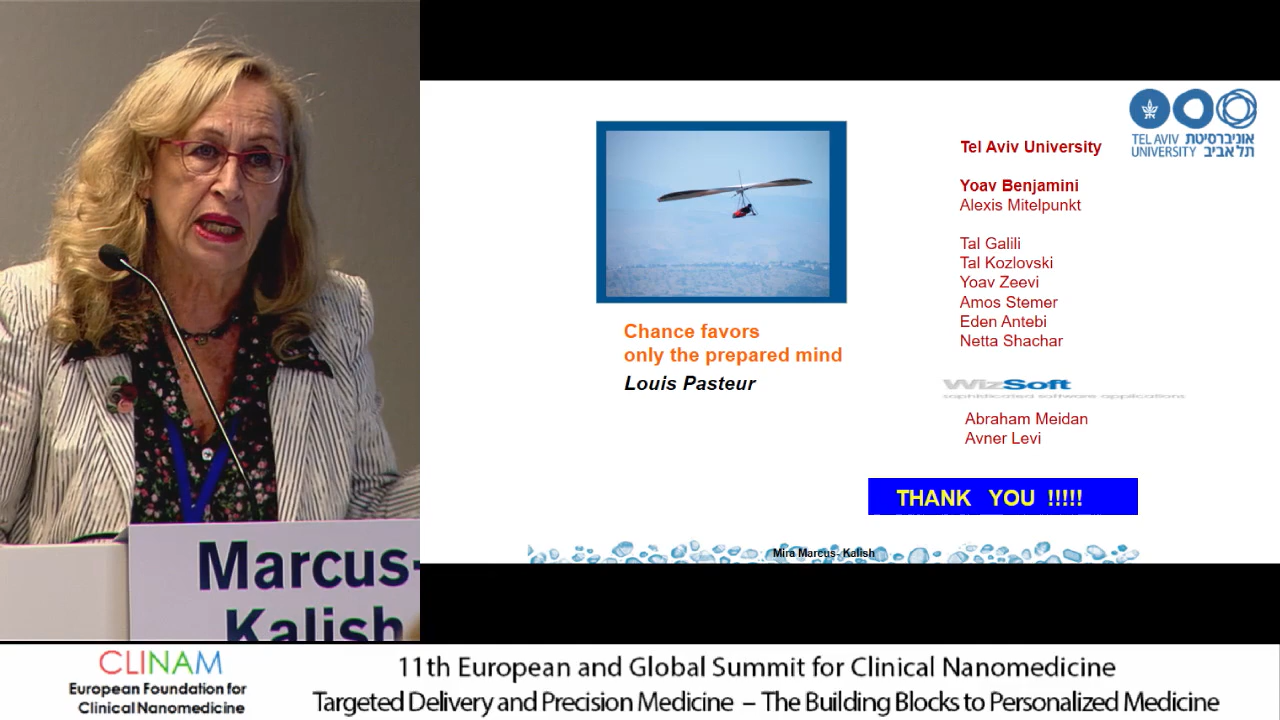 Marcus-
Kalish
TEL AVIV אוניברסיטת
UNIVERSITY תל אביב
Tel Aviv University
Yoav Benjamini
Alexis Mitelpunkt
Tal Galili
Tal Kozlovski
Yoav Zeevi
Amos Stemer
Eden Antebi
Netta Shachar
WizSoft
sophisticated software applications
Abraham Meidan
Avner Levi
Chance favors
only the prepared mind
Louis Pasteur
THANK YOU !!!!!
Mira Marcus- Kalish
CLINAM
European Foundation for
Clinical Nanomedicine
11th European and Global Summit for Clinical Nanomedicine
Targeted Delivery and Precision Medicine – The Building Blocks to Personalized Medicine